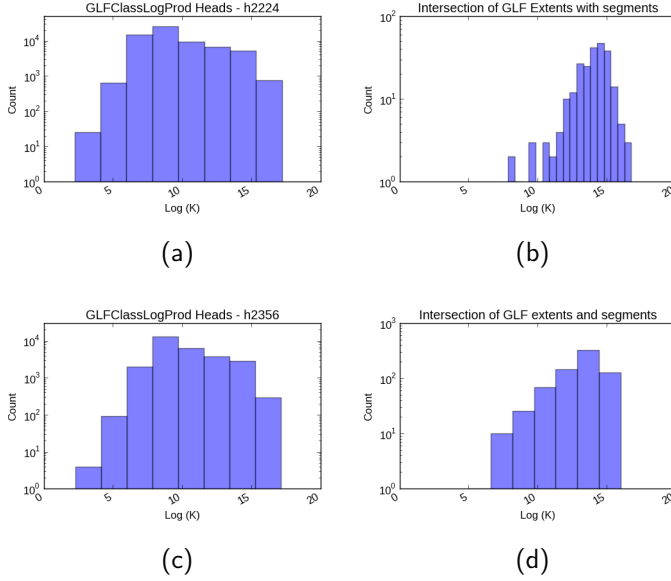 GLFClassLogProd Heads - h2224
10^4
10^3
10^2
10^1
10^0
Count
0 5 10 15 20
Log (K)
(a)
Intersection of GLF Extents with segments
10^2
10^1
10^0
Count
0 5 10 15 20
Log (K)
(b)
GLFClassLogProd Heads - h2356
10^4
10^3
10^2
10^1
10^0
Count
0 5 10 15 20
Log (K)
(c)
Intersection of GLF extents and segments
10^3
10^2
10^1
10^0
Count
0 5 10 15 20
Log (K)
(d)